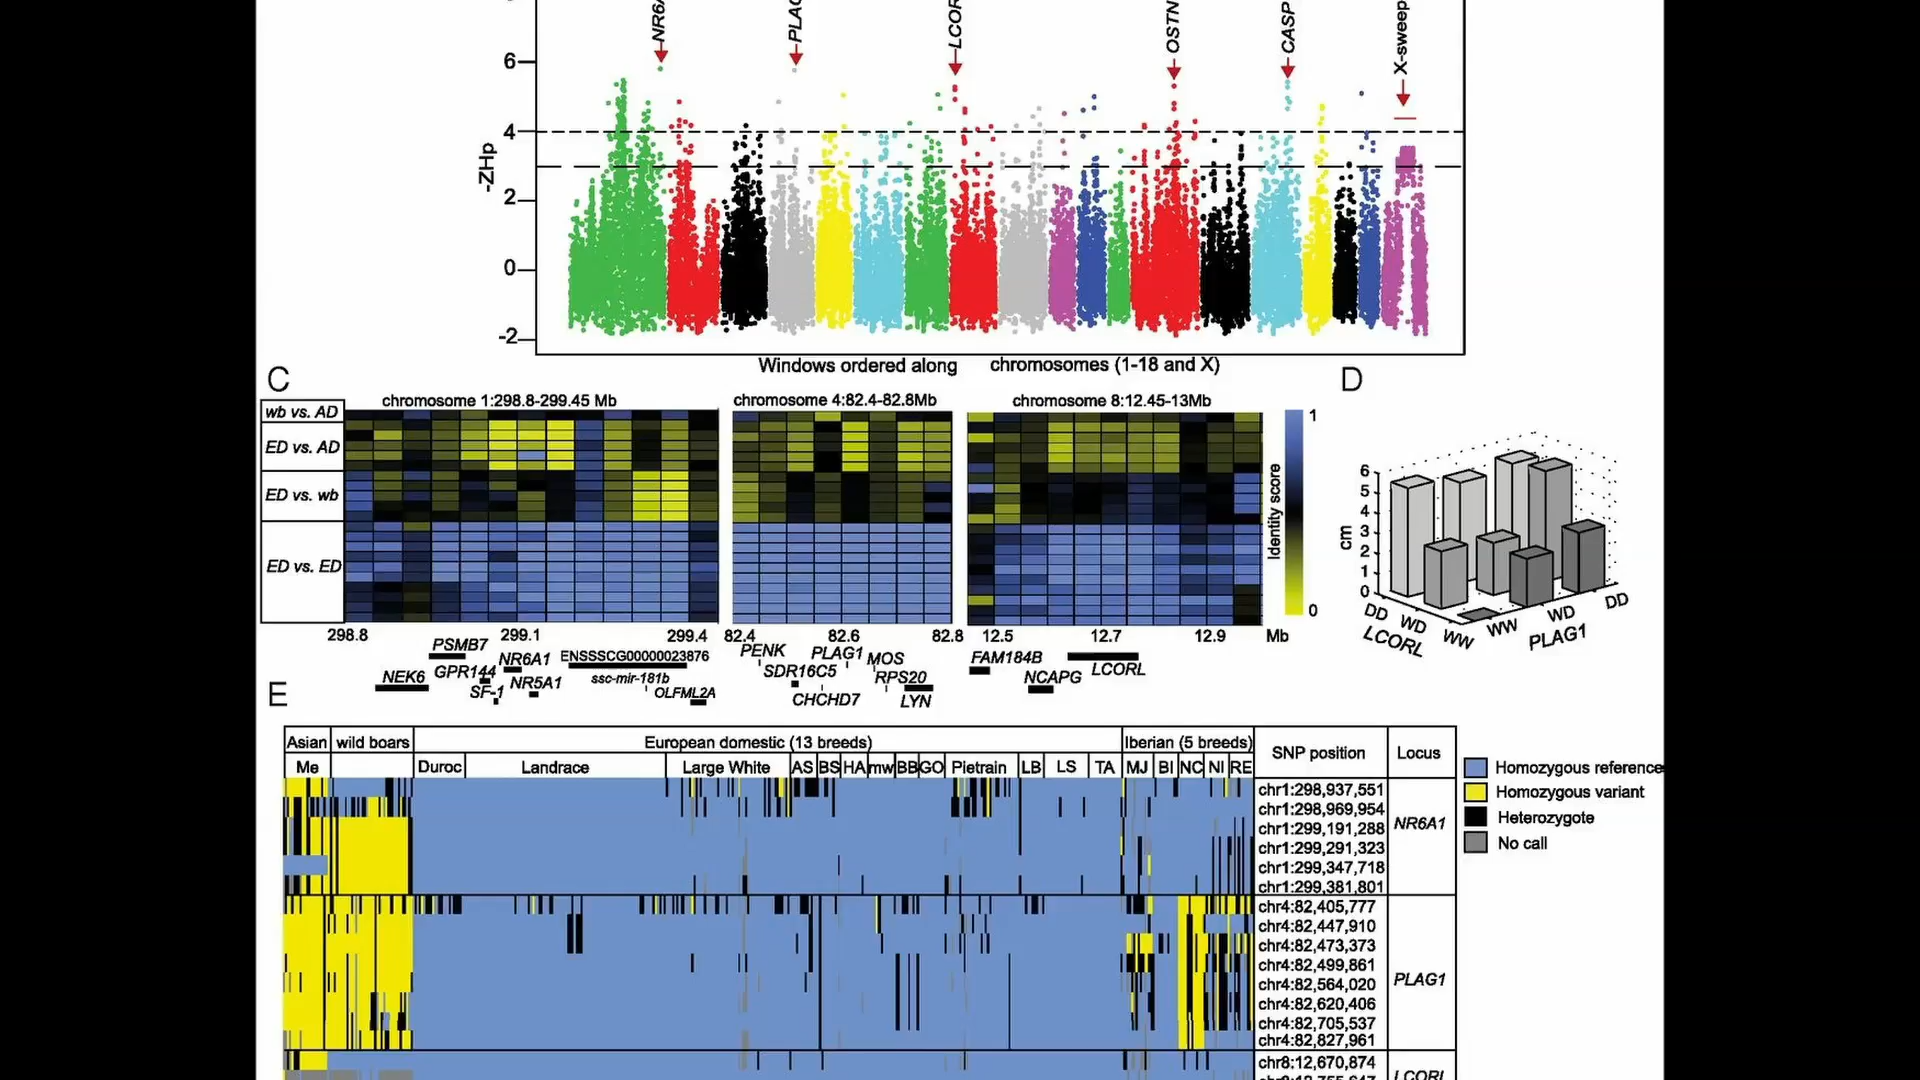 NR6A
PLAG
LCOR
OSTN
CASP
X-sweep
6
4
2
0
-2
-ZHp
Windows ordered along chromosomes (1-18 and X)
C
D
chromosome 1:298.8-299.45 Mb
chromosome 4:82.4-82.8Mb
chromosome 8:12.45-13Mb
wb vs. AD
ED vs. AD
ED vs. wb
ED vs. ED
1
0
Identity score
298.8 299.1 299.4
82.4 82.6 82.8
12.5 12.7 12.9 Mb
PSMB7
NR6A1
ENSSSCG00000023876
GPR144
NEK6
SF-1
NR5A1
ssc-mir-181b
OLFML2A
PENK
PLAG1
MOS
SDR16C5
RPS20
CHCHD7
LYN
FAM184B
LCORL
NCAPG
6
5
4
3
2
1
0
cm
DD WD WW
LCORL
WW WD DD
PLAG1
E
Asian wild boars European domestic (13 breeds) Iberian (5 breeds) SNP position Locus
Me Duroc Landrace Large White AS BS HA mw BB GO Pietrain LB LS TA MJ BI NC NI RE
chr1:298,937,551
chr1:298,969,954
chr1:299,191,288
chr1:299,291,323
chr1:299,347,718
chr1:299,381,801
NR6A1
chr4:82,405,777
chr4:82,447,910
chr4:82,473,373
chr4:82,499,861
chr4:82,564,020
chr4:82,620,406
chr4:82,705,537
chr4:82,827,961
PLAG1
chr8:12,670,874
LCORL
Homozygous reference
Homozygous variant
Heterozygote
No call